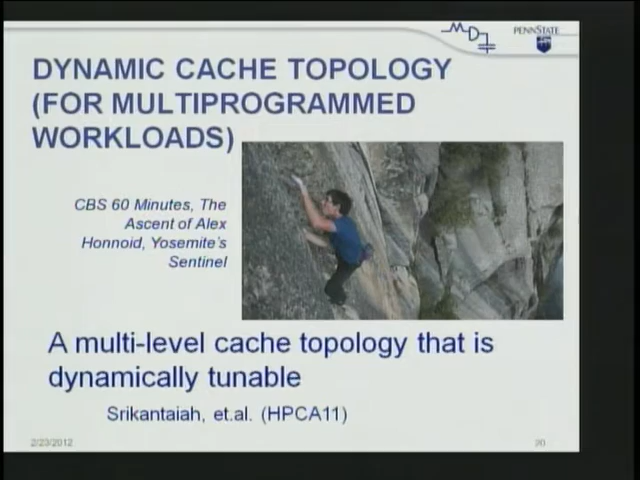 PENNSTATE
DYNAMIC CACHE TOPOLOGY
(FOR MULTIPROGRAMMED
WORKLOADS)
CBS 60 Minutes, The
Ascent of Alex
Honnoid, Yosemite's
Sentinel
A multi-level cache topology that is
dynamically tunable
Srikantaiah, et.al. (HPCA11)
2/23/2012
20